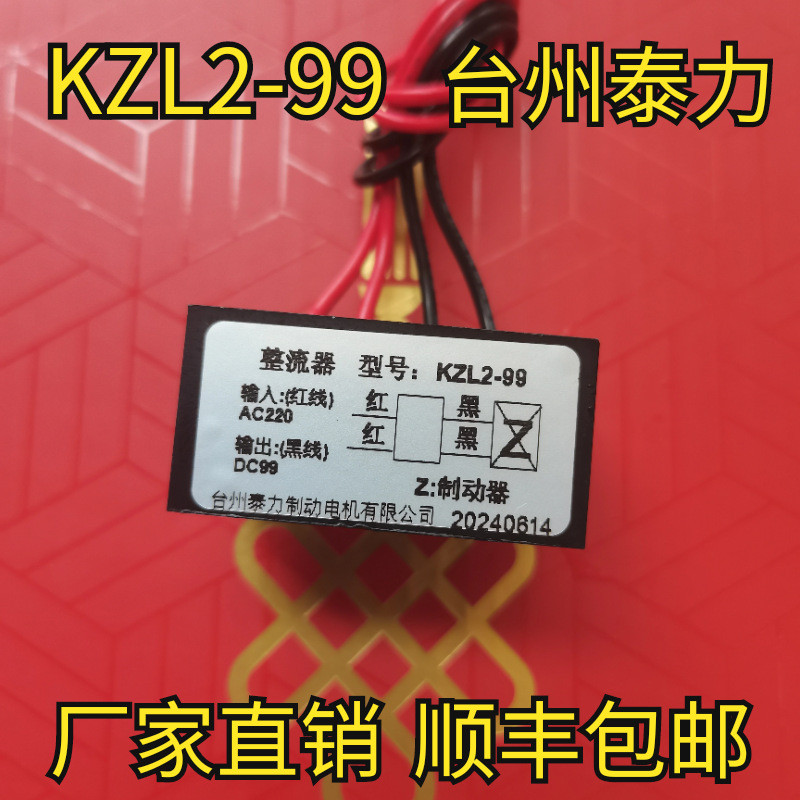 KZL2-99 台州泰力
整流器 型号：KZL2-99
输入:(红线)
AC220
红
黑
红
黑
Z
输出:(黑线)
DC99
Z:制动器
台州泰力制动电机有限公司 20240614
厂家直销 顺丰包邮